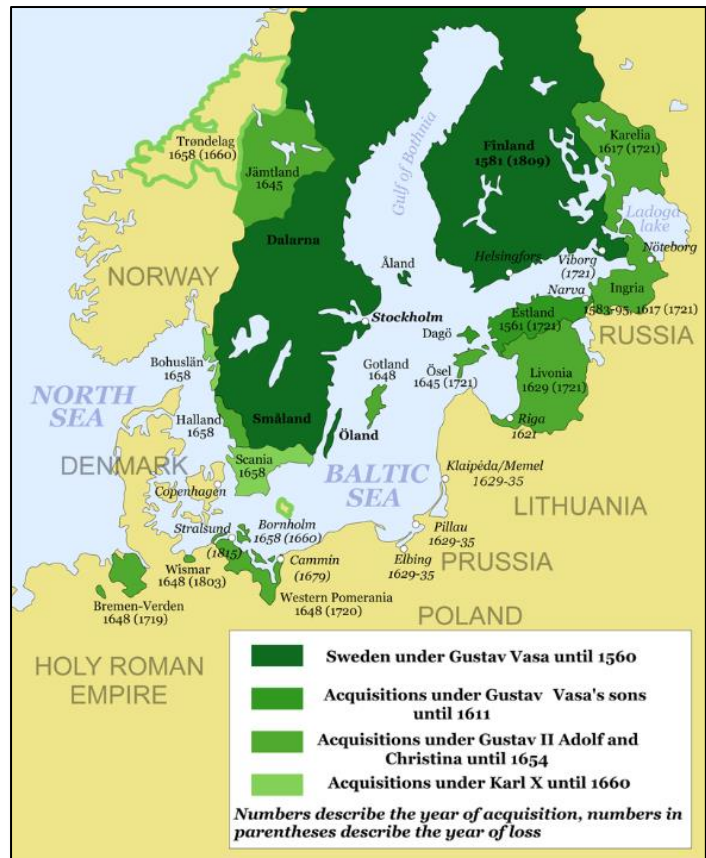 Trøndelag
1658 (1660)
Jämtland
1645
Gulf of Bothnia
Finland
1581 (1809)
Karelia
1617 (1721)
Ladoga
lake
Dalarna
NORWAY
Åland
Helsingfors
Viborg
(1721)
Nöteborg
Narva
Ingria
1583-95, 1617 (1721)
Stockholm
Estland
1561 (1721)
RUSSIA
Dagö
Bohuslän
1658
Gotland
1648
Ösel
1645 (1721)
Livonia
1629 (1721)
NORTH
SEA
Halland
1658
Småland
Öland
Riga
1621
DENMARK
Scania
1658
BALTIC
SEA
Klaipėda/Memel
1629-35
Copenhagen
LITHUANIA
Stralsund
(1815)
Bornholm
1658 (1660)
Pillau
1629-35
PRUSSIA
Elbing
1629-35
Wismar
1648 (1803)
Cammin
(1679)
Bremen-Verden
1648 (1719)
Western Pomerania
1648 (1720)
POLAND
HOLY ROMAN
EMPIRE
Sweden under Gustav Vasa until 1560
Acquisitions under Gustav Vasa's sons
until 1611
Acquisitions under Gustav II Adolf and
Christina until 1654
Acquisitions under Karl X until 1660
Numbers describe the year of acquisition, numbers in
parentheses describe the year of loss